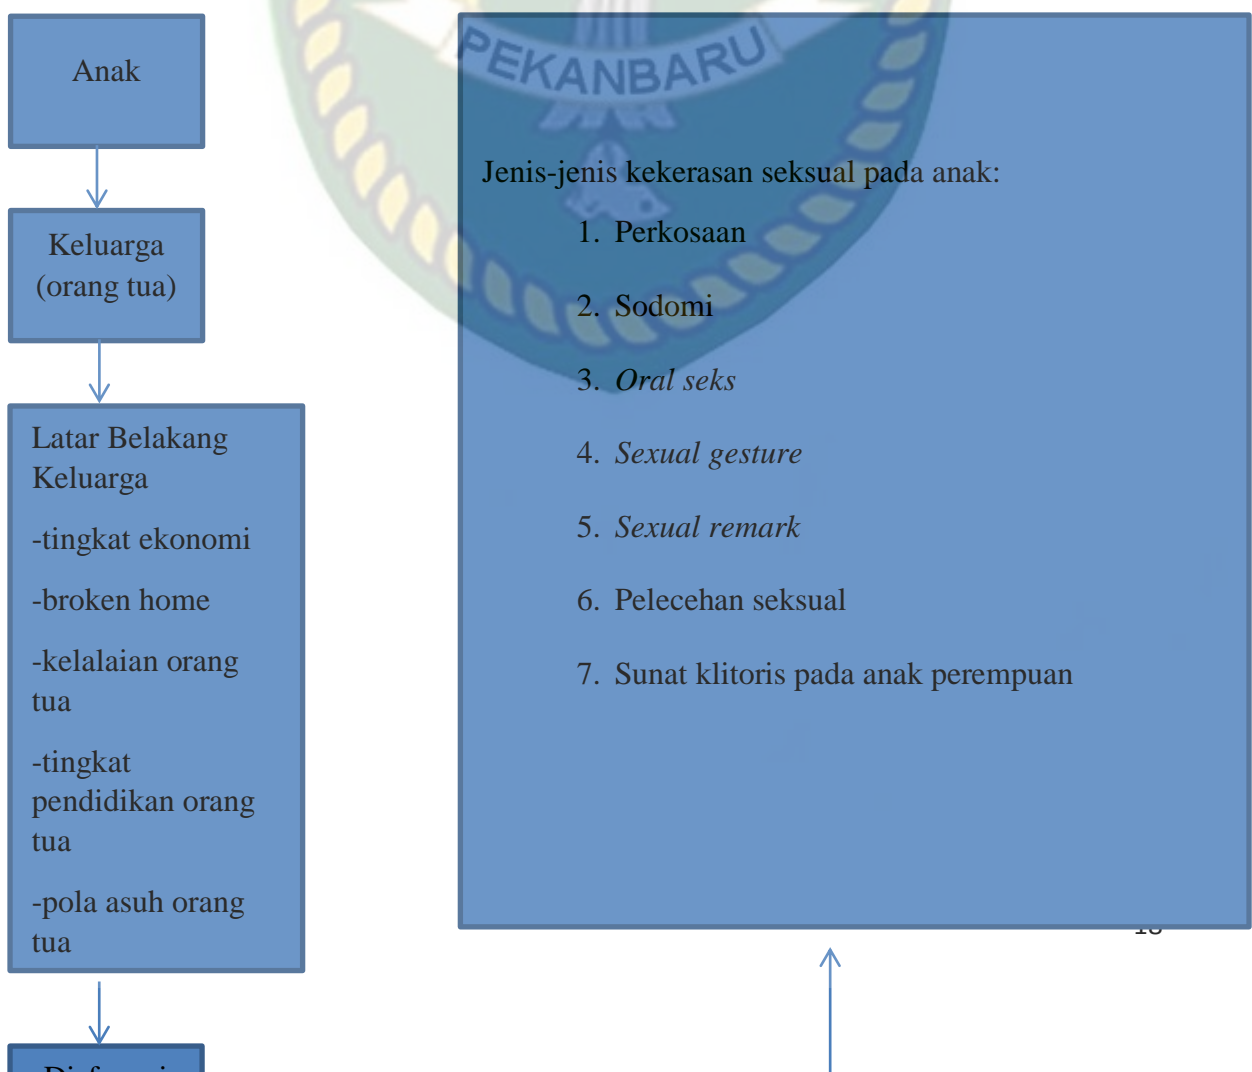 PEKANBARU
Anak
Keluarga
(orang tua)
Latar Belakang
Keluarga
-tingkat ekonomi
-broken home
-kelalaian orang
tua
-tingkat
pendidikan orang
tua
-pola asuh orang
tua
Jenis-jenis kekerasan seksual pada anak:
1. Perkosaan
2. Sodomi
3. Oral seks
4. Sexual gesture
5. Sexual remark
6. Pelecehan seksual
7. Sunat klitoris pada anak perempuan